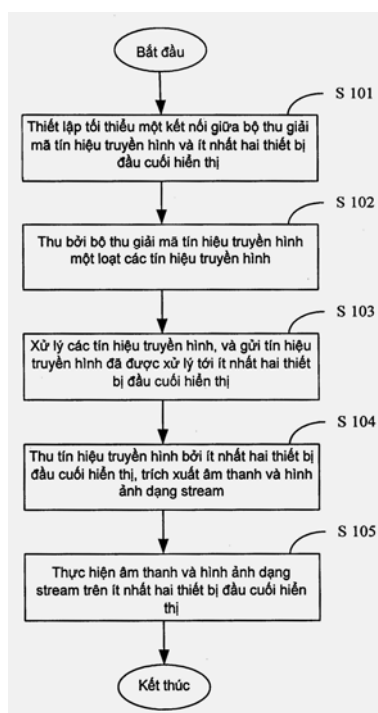 Bắt đầu
S 101
Thiết lập tối thiểu một kết nối giữa bộ thu giải
mã tín hiệu truyền hình và ít nhất hai thiết bị
đầu cuối hiển thị
S 102
Thu bởi bộ thu giải mã tín hiệu truyền hình
một loạt các tín hiệu truyền hình
S 103
Xử lý các tín hiệu truyền hình, và gửi tín hiệu
truyền hình đã được xử lý tới ít nhất hai thiết
bị đầu cuối hiển thị
S 104
Thu tín hiệu truyền hình bởi ít nhất hai thiết bị
đầu cuối hiển thị, trích xuất âm thanh và hình
ảnh dạng stream
S 105
Thực hiện âm thanh và hình ảnh dạng
stream trên ít nhất hai thiết bị đầu cuối hiển
thị
Kết thúc